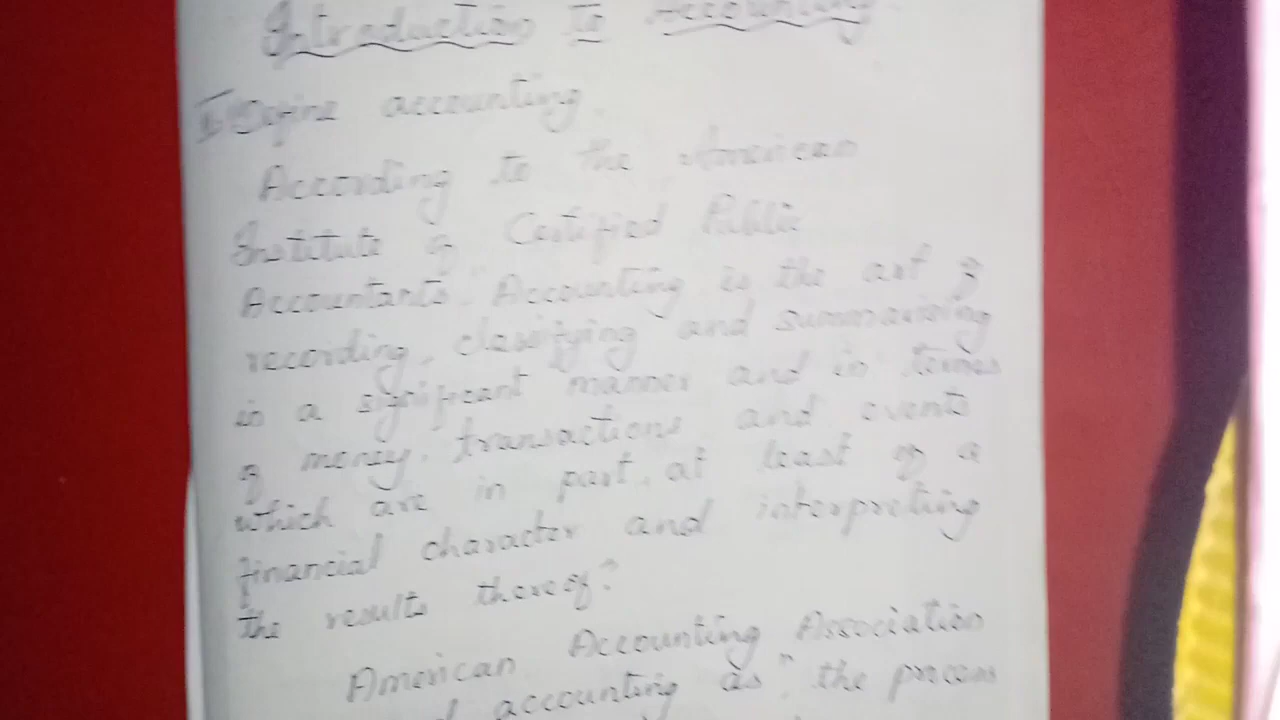 Introduction to Accounting
Define accounting.
According to the American
Institute of Certified Public
Accountants "Accounting is the art of
recording, classifying and summarising
in a significant manner and in terms
of money, transactions and events
which are in part, at least of a
financial character and interpreting
the results thereof"
American Accounting Association
accounting as "the process